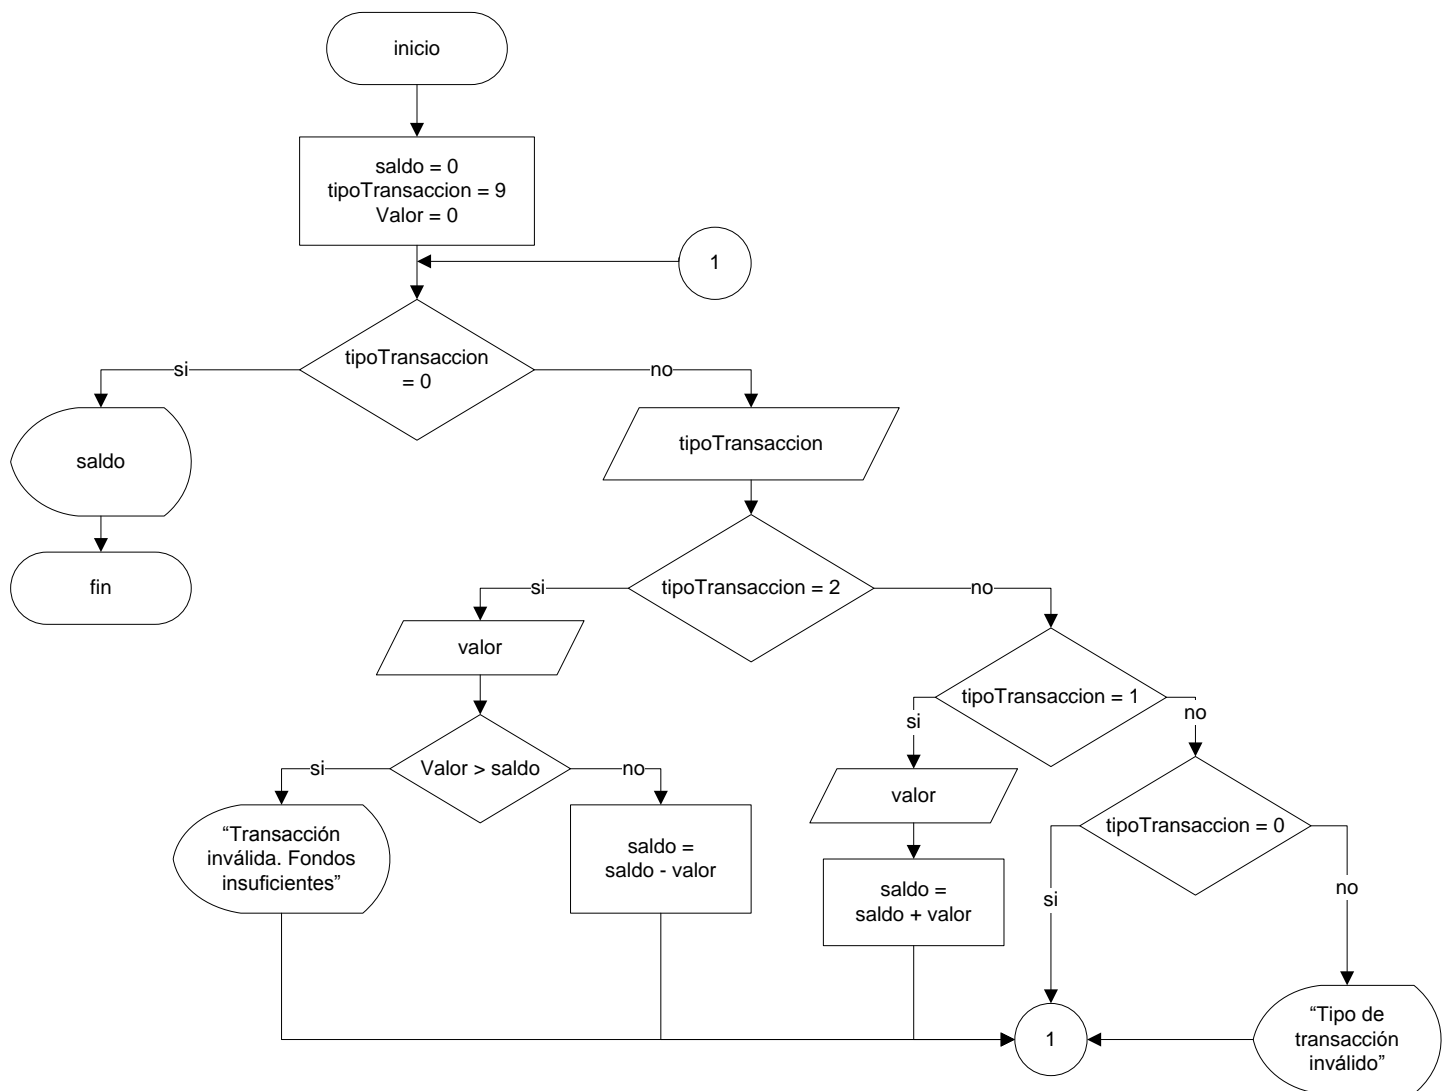 inicio
saldo = 0
tipoTransaccion = 9
Valor = 0
1
tipoTransaccion
= 0
si
no
saldo
fin
tipoTransaccion
tipoTransaccion = 2
si
no
valor
Valor > saldo
si
no
“Transacción
inválida. Fondos
insuficientes”
saldo =
saldo - valor
tipoTransaccion = 1
si
no
valor
saldo =
saldo + valor
tipoTransaccion = 0
si
no
1
“Tipo de
transacción
inválido”